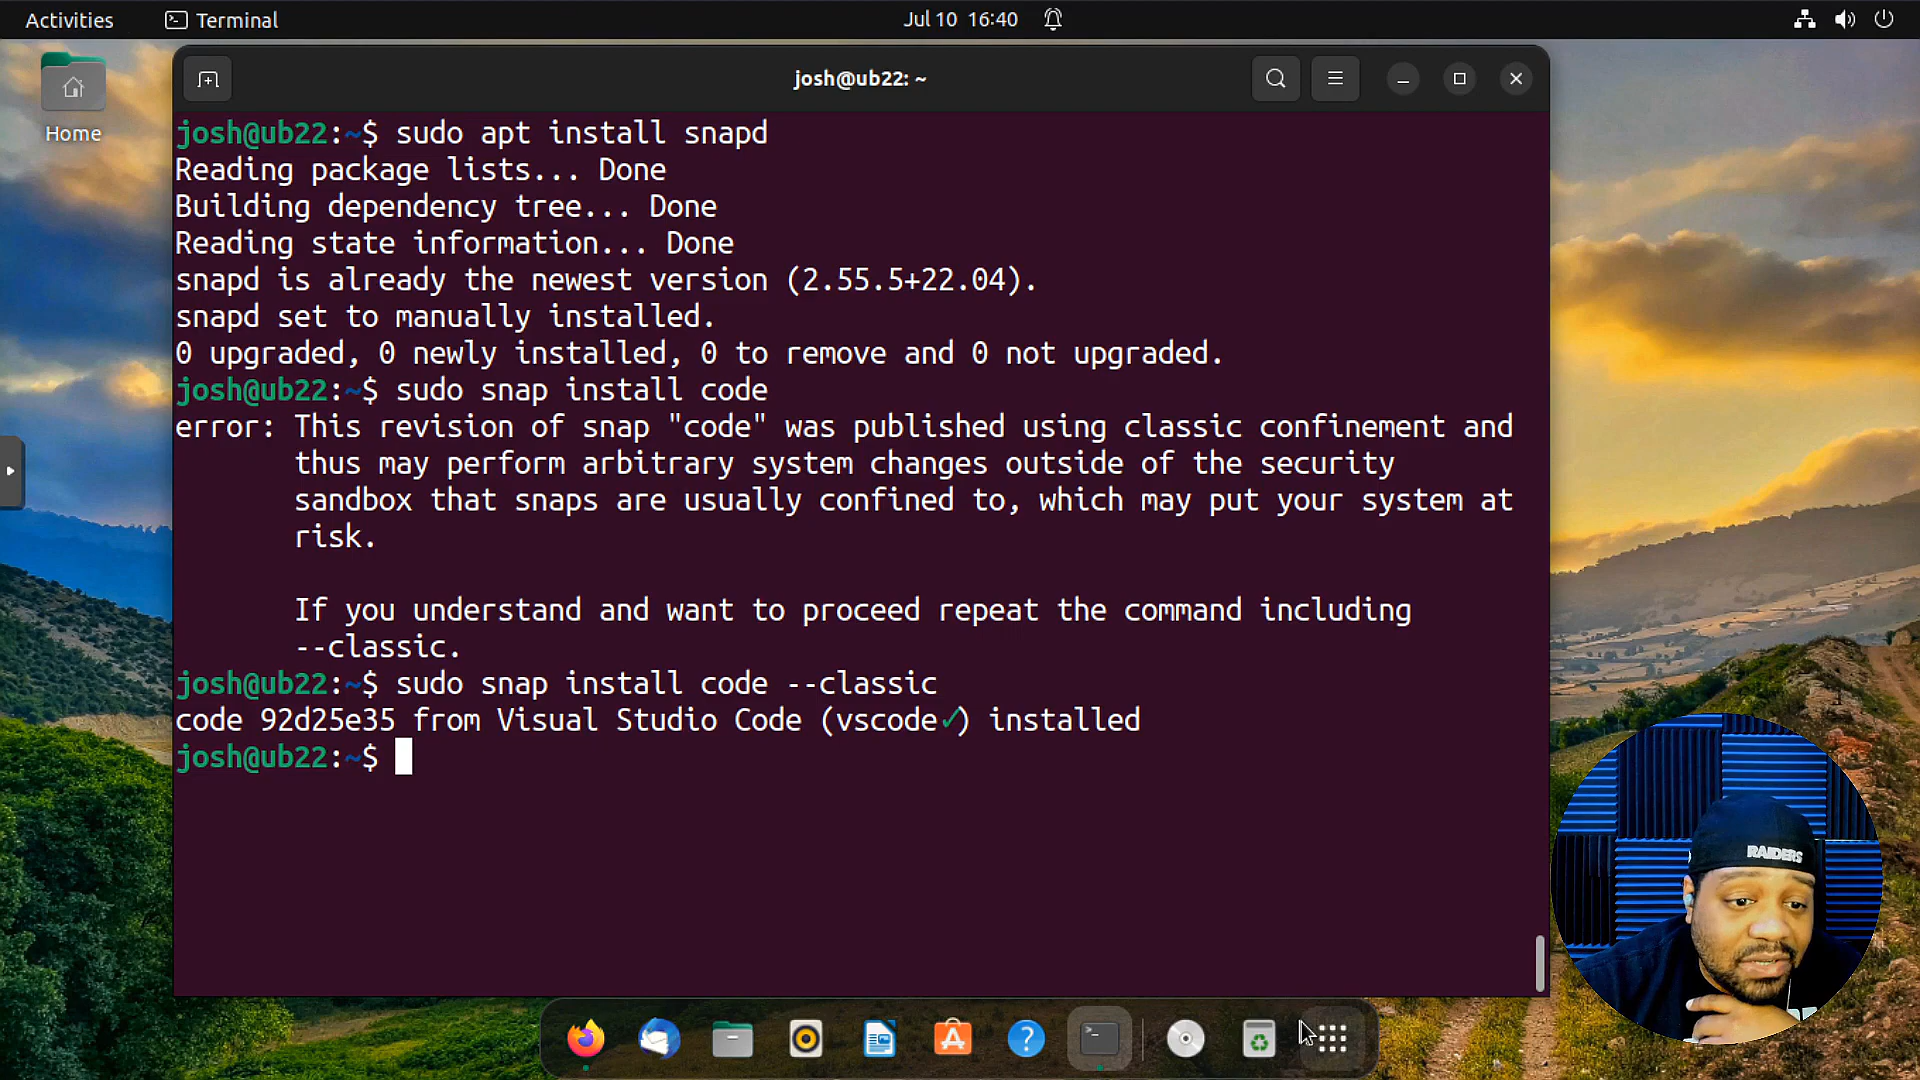 Activities
Terminal
Jul 10 16:40
Home
josh@ub22: ~
josh@ub22:~$ sudo apt install snapd
Reading package lists... Done
Building dependency tree... Done
Reading state information... Done
snapd is already the newest version (2.55.5+22.04).
snapd set to manually installed.
0 upgraded, 0 newly installed, 0 to remove and 0 not upgraded.
josh@ub22:~$ sudo snap install code
error: This revision of snap "code" was published using classic confinement and
thus may perform arbitrary system changes outside of the security
sandbox that snaps are usually confined to, which may put your system at
risk.
If you understand and want to proceed repeat the command including
--classic.
josh@ub22:~$ sudo snap install code --classic
code 92d25e35 from Visual Studio Code (vscode✓) installed
josh@ub22:~$
RAIDERS